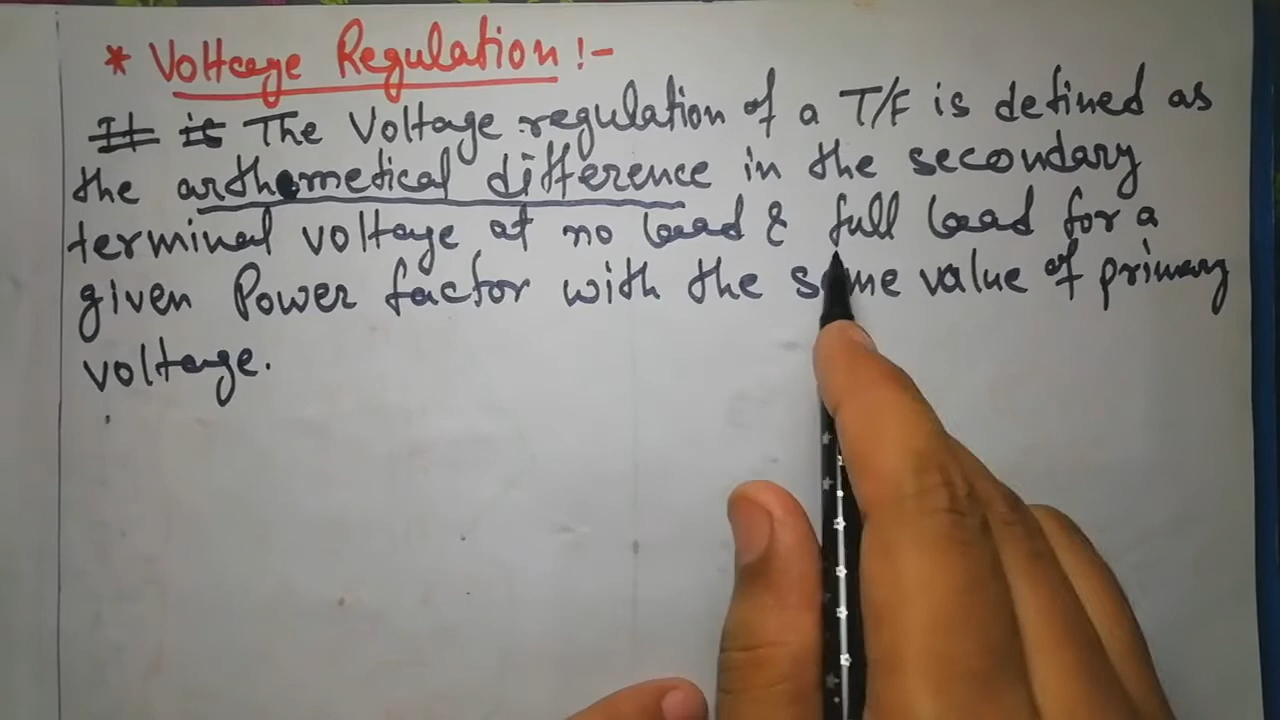 * Voltage Regulation :-
It is The Voltage regulation of a T/F is defined as
the arthometical difference in the secondary
terminal voltage at no load & full load for a
given Power factor with the same value of primary
voltage.